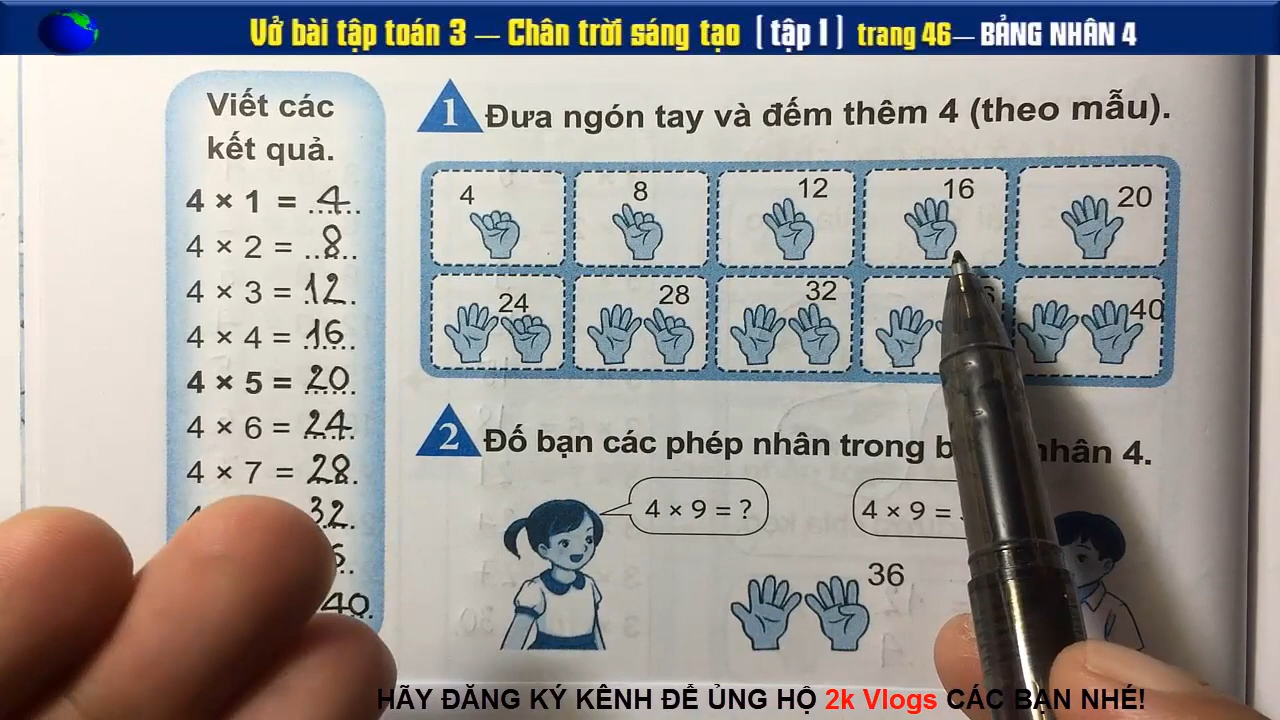 Vở bài tập toán 3 – Chân trời sáng tạo (tập 1) trang 46– BẢNG NHÂN 4
Viết các
kết quả.
4 × 1 = 4
4 × 2 = 8
4 × 3 = 12
4 × 4 = 16
4 × 5 = 20
4 × 6 = 24
4 × 7 = 28
32
40
1 Đưa ngón tay và đếm thêm 4 (theo mẫu).
4 8 12 16 20
24 28 32 40
2 Đố bạn các phép nhân trong nhân 4.
4 × 9 = ? 4 × 9 =
36
HÃY ĐĂNG KÝ KÊNH ĐỂ ỦNG HỘ 2k Vlogs CÁC BẠN NHÉ!